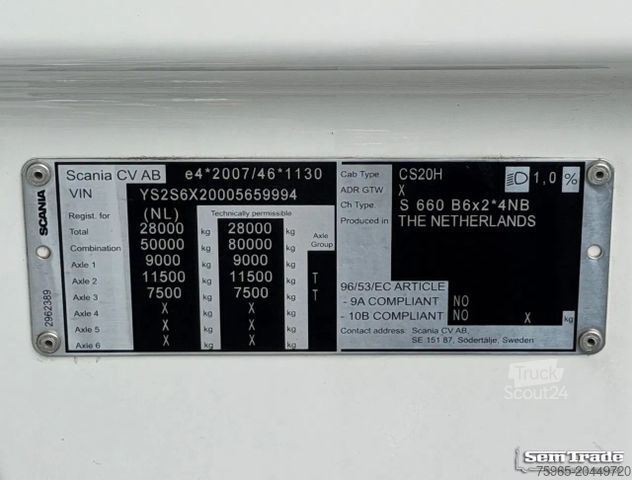 Scania CV AB e4*2007/46*1130
VIN YS2S6X20005659994
Regist. for (NL) Technically permissible
Total 28000 kg 28000 kg Axle Group
Combination 50000 kg 80000 kg
Axle 1 9000 kg 9000 kg
Axle 2 11500 kg 11500 kg T
Axle 3 7500 kg 7500 kg T
Axle 4 X kg X kg
Axle 5 X kg X kg
Axle 6 X kg X kg
SCANIA
2962389
Cab Type CS20H 1,0 %
ADR GTW X
Ch Type. S 660 B6x2*4NB
Produced in THE NETHERLANDS
96/53/EC ARTICLE
- 9A COMPLIANT NO
- 10B COMPLIANT NO X kg
Contact address: Scania CV AB,
SE 151 87, Södertälje, Sweden
Truck
Scout24
SemTrade
75965-20449720